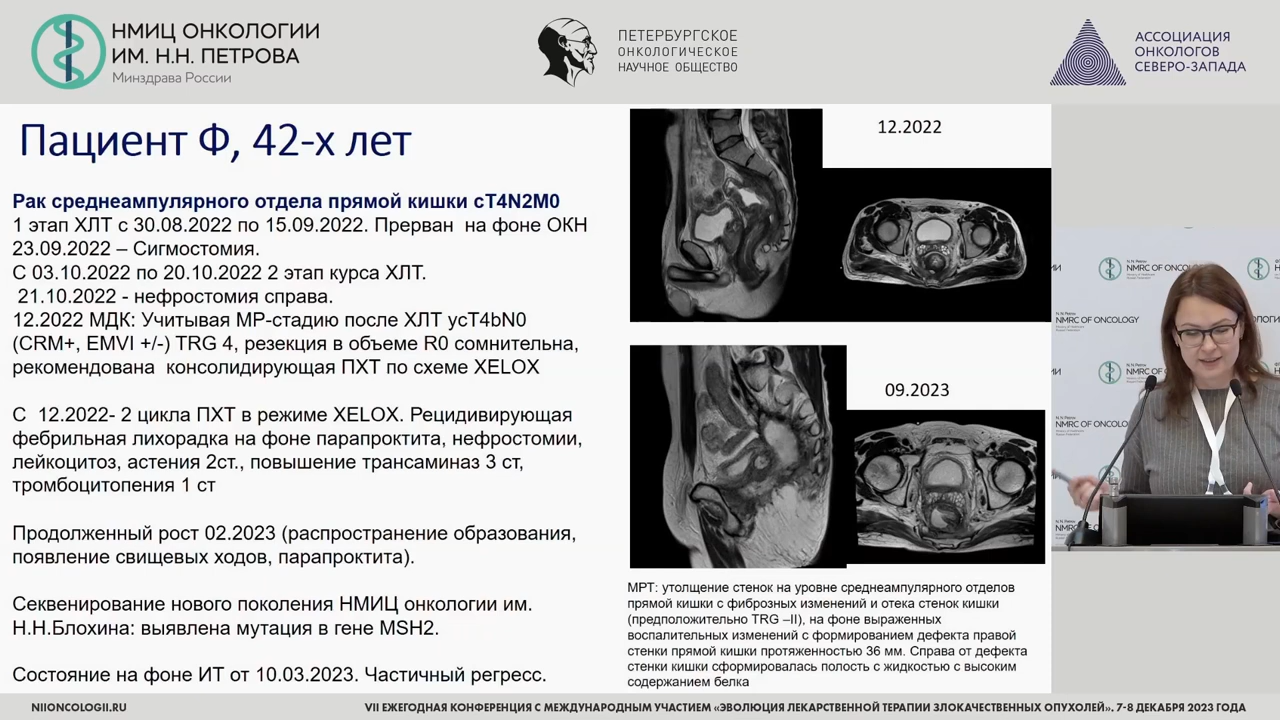 НМИЦ ОНКОЛОГИИ
ИМ. Н.Н. ПЕТРОВА
Минздрава России
ПЕТЕРБУРГСКОЕ
ОНКОЛОГИЧЕСКОЕ
НАУЧНОЕ ОБЩЕСТВО
АССОЦИАЦИЯ
ОНКОЛОГОВ
СЕВЕРО-ЗАПАДА
Пациент Ф, 42-х лет
Рак среднеампулярного отдела прямой кишки cT4N2M0
1 этап ХЛТ с 30.08.2022 по 15.09.2022. Прерван на фоне ОКН
23.09.2022 – Сигмостомия.
С 03.10.2022 по 20.10.2022 2 этап курса ХЛТ.
21.10.2022 - нефростомия справа.
12.2022 МДК: Учитывая МР-стадию после ХЛТ ycT4bN0
(CRM+, EMVI +/-) TRG 4, резекция в объеме R0 сомнительна,
рекомендована консолидирующая ПХТ по схеме XELOX
С 12.2022- 2 цикла ПХТ в режиме XELOX. Рецидивирующая
фебрильная лихорадка на фоне парапроктита, нефростомии,
лейкоцитоз, астения 2ст., повышение трансаминаз 3 ст,
тромбоцитопения 1 ст
Продолженный рост 02.2023 (распространение образования,
появление свищевых ходов, парапроктита).
Секвенирование нового поколения НМИЦ онкологии им.
Н.Н.Блохина: выявлена мутация в гене MSH2.
Состояние на фоне ИТ от 10.03.2023. Частичный регресс.
12.2022
09.2023
МРТ: утолщение стенок на уровне среднеампулярного отделов
прямой кишки с фиброзных изменений и отека стенок кишки
(предположительно TRG –II), на фоне выраженных
воспалительных изменений с формированием дефекта правой
стенки прямой кишки протяженностью 36 мм. Справа от дефекта
стенки кишки сформировалась полость с жидкостью с высоким
содержанием белка
NMRC OF ONCOLOGY
NMRC OF ONCOLOGY
NIIONCOLOGII.RU
VII ЕЖЕГОДНАЯ КОНФЕРЕНЦИЯ С МЕЖДУНАРОДНЫМ УЧАСТИЕМ «ЭВОЛЮЦИЯ ЛЕКАРСТВЕННОЙ ТЕРАПИИ ЗЛОКАЧЕСТВЕННЫХ ОПУХОЛЕЙ». 7-8 ДЕКАБРЯ 2023 ГОДА